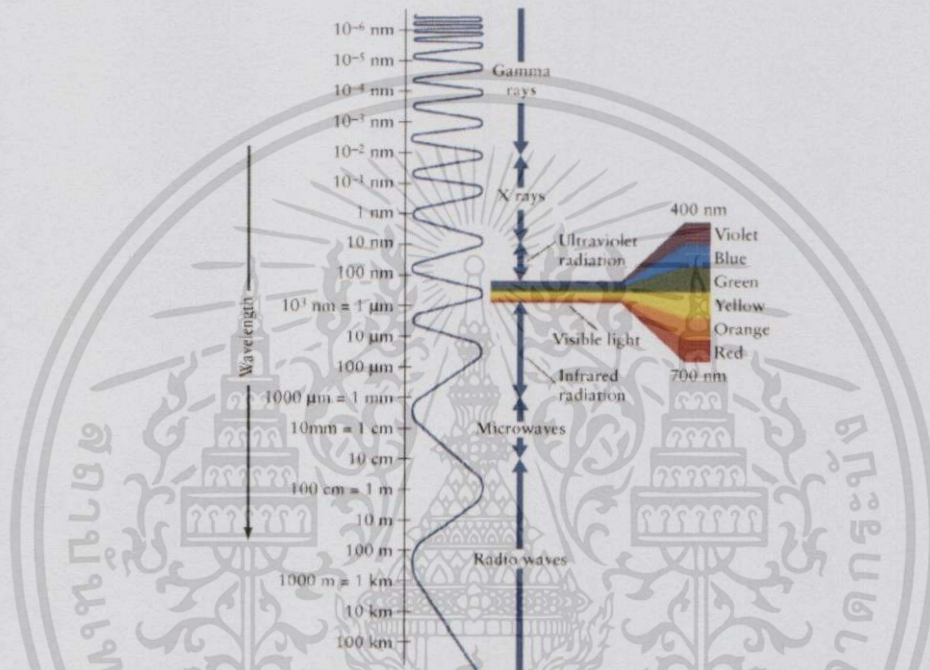 10⁻⁶ nm
10⁻⁵ nm
10⁻⁴ nm
10⁻³ nm
10⁻² nm
10⁻¹ nm
1 nm
10 nm
100 nm
10³ nm = 1 µm
10 µm
100 µm
1000 µm = 1 mm
10mm = 1 cm
10 cm
100 cm = 1 m
10 m
100 m
1000 m = 1 km
10 km
100 km
Wavelength
Gamma
rays
X rays
Ultraviolet
radiation
Visible light
Infrared
radiation
Microwaves
Radio waves
400 nm
Violet
Blue
Green
Yellow
Orange
Red
700 nm